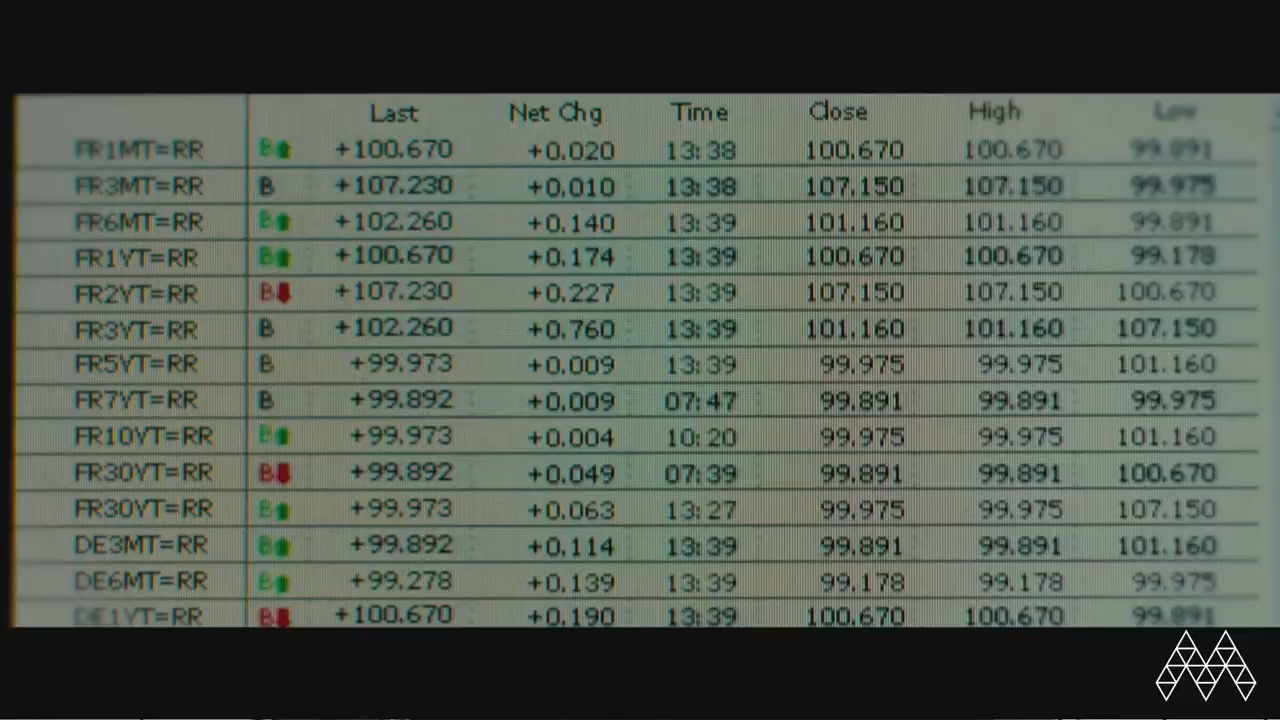 Last Net Chg Time Close High Low
FR1MT=RR B +100.670 +0.020 13:38 100.670 100.670 99.891
FR3MT=RR B +107.230 +0.010 13:38 107.150 107.150 99.975
FR6MT=RR B +102.260 +0.140 13:39 101.160 101.160 99.891
FR1YT=RR B +100.670 +0.174 13:39 100.670 100.670 99.178
FR2YT=RR B +107.230 +0.227 13:39 107.150 107.150 100.670
FR3YT=RR B +102.260 +0.760 13:39 101.160 101.160 107.150
FR5YT=RR B +99.973 +0.009 13:39 99.975 99.975 101.160
FR7YT=RR B +99.892 +0.009 07:47 99.891 99.891 99.975
FR10YT=RR B +99.973 +0.004 10:20 99.975 99.975 101.160
FR30YT=RR B +99.892 +0.049 07:39 99.891 99.891 100.670
FR30YT=RR B +99.973 +0.063 13:27 99.975 99.975 107.150
DE3MT=RR B +99.892 +0.114 13:39 99.891 99.891 101.160
DE6MT=RR B +99.278 +0.139 13:39 99.178 99.178 99.975
DE1YT=RR B +100.670 +0.190 13:39 100.670 100.670 99.891